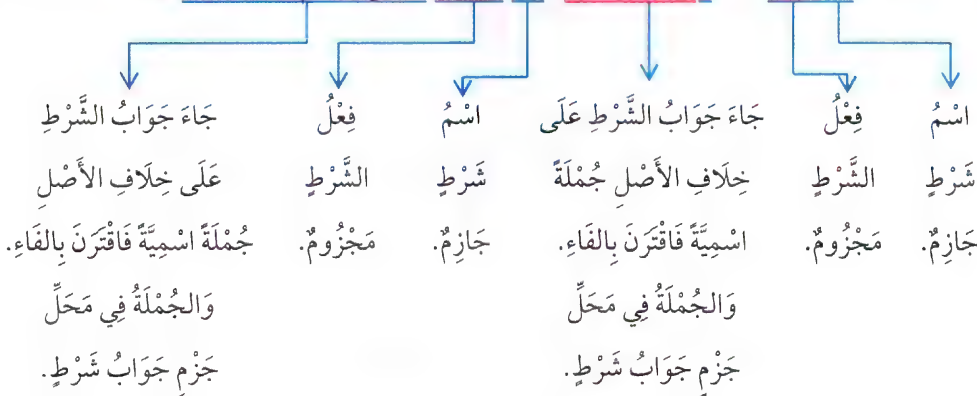 اسْمُ
شَرْطٍ
جَازِمٌ.
فِعْلُ
الشَّرْطِ
مَجْزُومٌ.
جَاءَ جَوَابُ الشَّرْطِ عَلَى
خِلَافِ الأَصْلِ جُمْلَةً
اسْمِيَّةً فَاقْتَرَنَ بِالفَاءِ.
وَالجُمْلَةُ فِي مَحَلِّ
جَزْمِ جَوَابُ شَرْطٍ.
اسْمُ
شَرْطٍ
جَازِمٌ.
فِعْلُ
الشَّرْطِ
مَجْزُومٌ.
جَاءَ جَوَابُ الشَّرْطِ
عَلَى خِلَافِ الأَصْلِ
جُمْلَةً اسْمِيَّةً فَاقْتَرَنَ بِالفَاءِ.
وَالجُمْلَةُ فِي مَحَلِّ
جَزْمِ جَوَابُ شَرْطٍ.